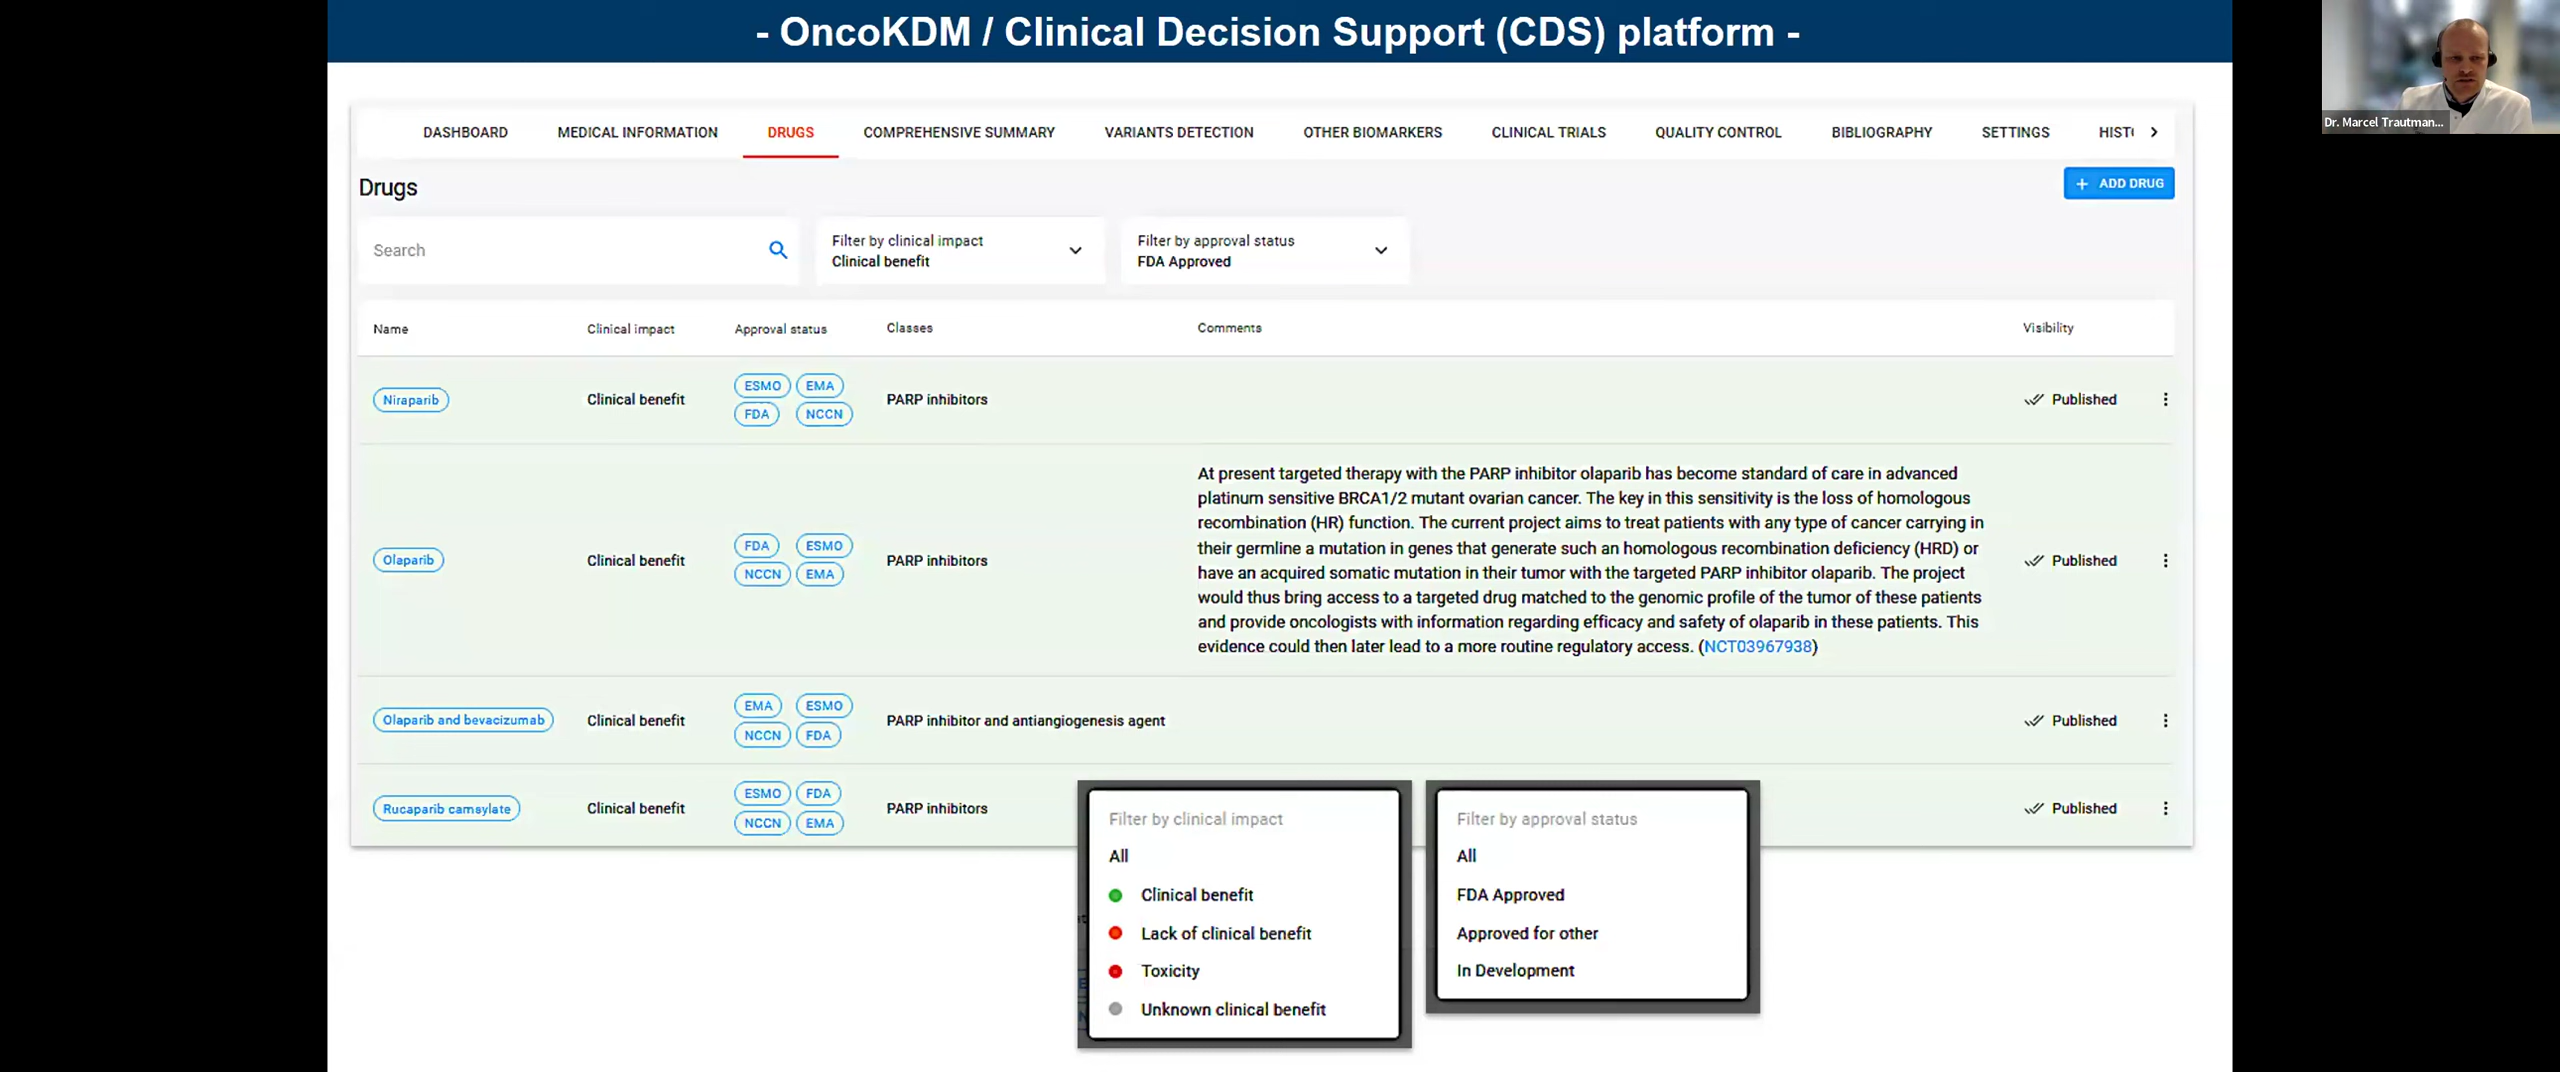 - OncoKDM / Clinical Decision Support (CDS) platform -
Dr. Marcel Trautman...
DASHBOARD MEDICAL INFORMATION DRUGS COMPREHENSIVE SUMMARY VARIANTS DETECTION OTHER BIOMARKERS CLINICAL TRIALS QUALITY CONTROL BIBLIOGRAPHY SETTINGS HIST
Drugs
+ ADD DRUG
Search
Filter by clinical impact
Clinical benefit
Filter by approval status
FDA Approved
Name Clinical impact Approval status Classes Comments Visibility
Niraparib Clinical benefit ESMO EMA PARP inhibitors Published
FDA NCCN
Olaparib Clinical benefit FDA ESMO PARP inhibitors
NCCN EMA
At present targeted therapy with the PARP inhibitor olaparib has become standard of care in advanced
platinum sensitive BRCA1/2 mutant ovarian cancer. The key in this sensitivity is the loss of homologous
recombination (HR) function. The current project aims to treat patients with any type of cancer carrying in
their germline a mutation in genes that generate such an homologous recombination deficiency (HRD) or
have an acquired somatic mutation in their tumor with the targeted PARP inhibitor olaparib. The project
would thus bring access to a targeted drug matched to the genomic profile of the tumor of these patients
and provide oncologists with information regarding efficacy and safety of olaparib in these patients. This
evidence could then later lead to a more routine regulatory access. (NCT03967938)
Published
Olaparib and bevacizumab Clinical benefit EMA ESMO PARP inhibitor and antiangiogenesis agent Published
NCCN FDA
Rucaparib camsylate Clinical benefit ESMO FDA PARP inhibitors Published
NCCN EMA
Filter by clinical impact
All
Clinical benefit
Lack of clinical benefit
Toxicity
Unknown clinical benefit
Filter by approval status
All
FDA Approved
Approved for other
In Development